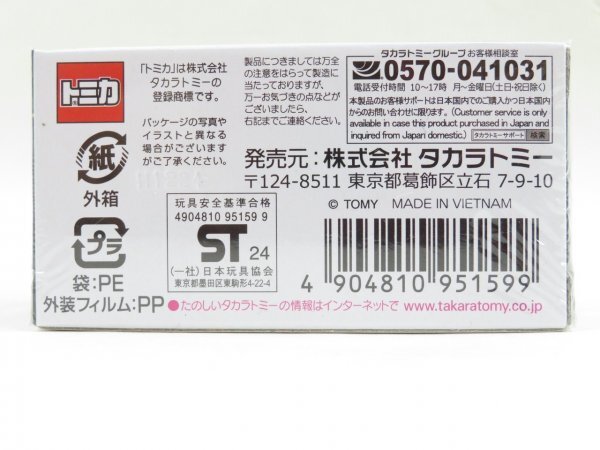 トミカ
「トミカ」は株式会社
タカラトミーの
登録商標です。
パッケージの写真や
イラストと異なる
場合がございます。
製品につきましては万全
の注意をはらって製造に
当たっておりますが、
万一お気づきの点などが
ございましたら、
右記までご連絡ください。
タカラトミーグループ お客様相談室
0570-041031
電話受付時間 10〜17時 月〜金曜日(土・日・祝日除く)
本製品のお客様サポートは日本国内でのご購入かつ日本国内
からのお問い合わせに限ります。(Customer service is only
available in case this product purchased in Japan and
inquired from Japan domestic.) タカラトミーサポート 検索
発売元:株式会社 タカラトミー
〒124-8511 東京都葛飾区立石 7-9-10
© TOMY MADE IN VIETNAM
紙
外箱
プラ
袋:PE
外装フィルム:PP
玩具安全基準合格
4904810 95159 9
ST 24
(一社)日本玩具協会
東京都墨田区東駒形4-22-4
4 904810 951599
●たのしいタカラトミーの情報はインターネットで www.takaratomy.co.jp